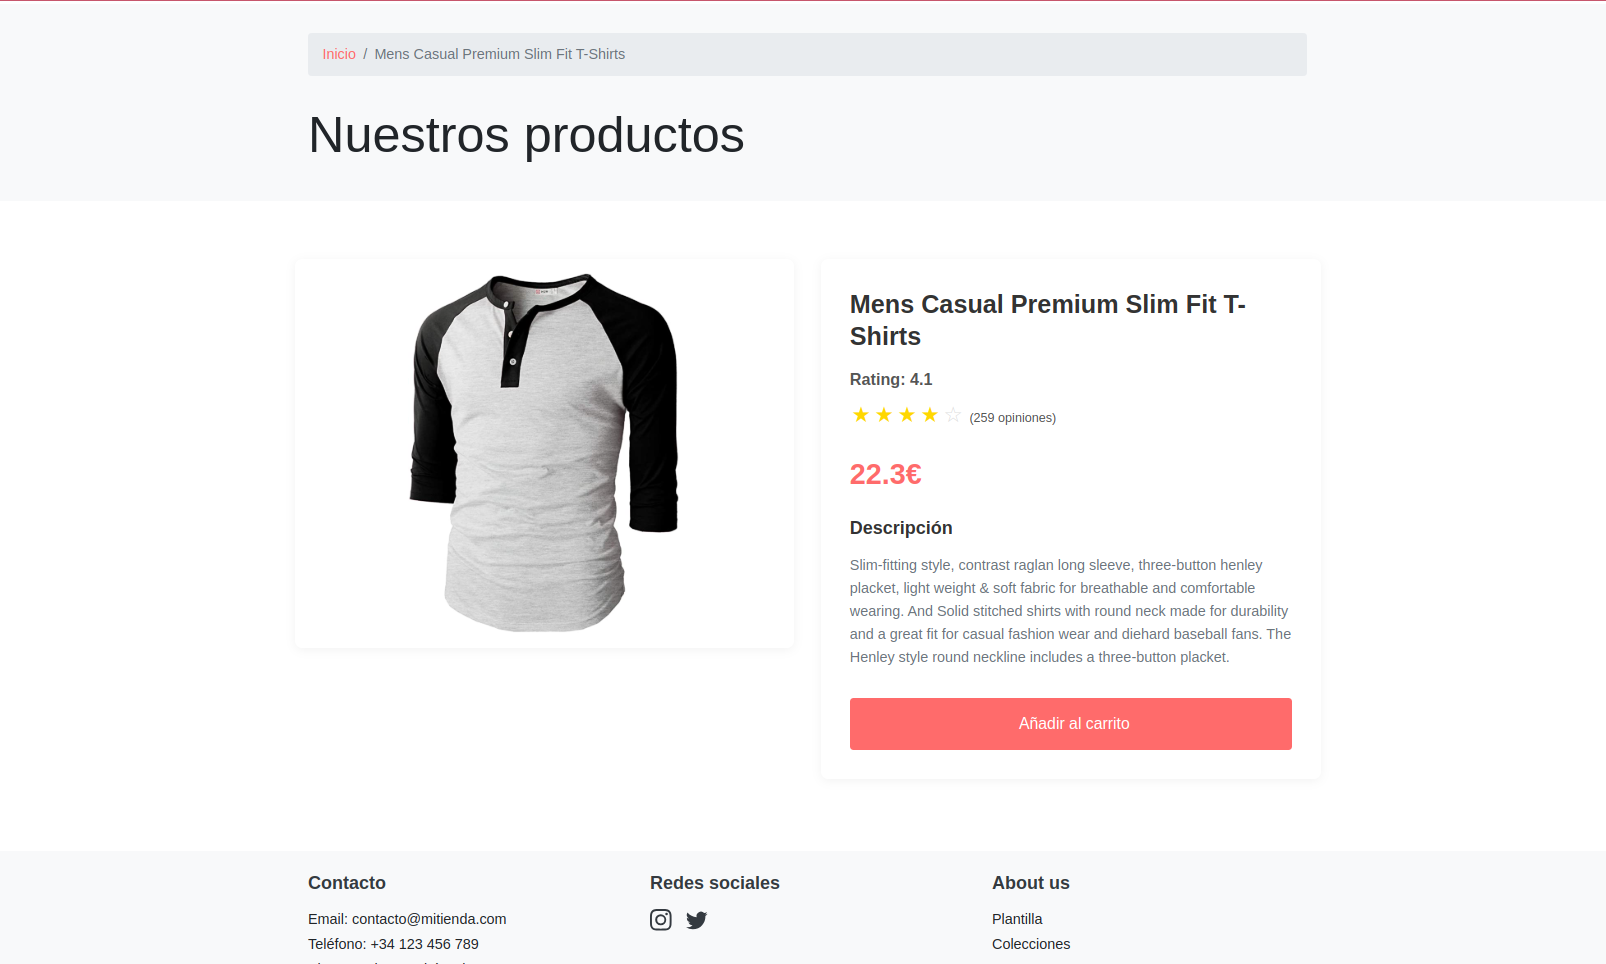 Inicio / Mens Casual Premium Slim Fit T-Shirts
Nuestros productos
Mens Casual Premium Slim Fit T-
Shirts
Rating: 4.1
★ ★ ★ ★ ☆ (259 opiniones)
22.3€
Descripción
Slim-fitting style, contrast raglan long sleeve, three-button henley
placket, light weight & soft fabric for breathable and comfortable
wearing. And Solid stitched shirts with round neck made for durability
and a great fit for casual fashion wear and diehard baseball fans. The
Henley style round neckline includes a three-button placket.
Añadir al carrito
Contacto
Email: contacto@mitienda.com
Teléfono: +34 123 456 789
Redes sociales
About us
Plantilla
Colecciones